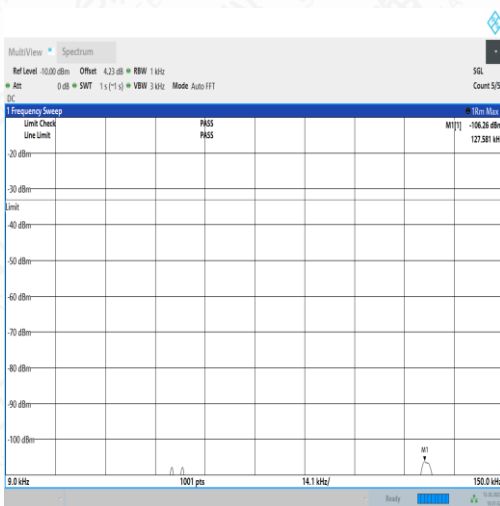 MultiView Spectrum
Ref Level -10.00 dBm Offset 4.23 dB RBW 1 kHz SGL
Att 0 dB SWT 1 s (~1 s) VBW 3 kHz Mode Auto FFT Count 5/5
DC
1 Frequency Sweep 1Rm Max
Limit Check PASS M1[1] -106.26 dBm
Line Limit PASS 127.581 kHz
-20 dBm
-30 dBm
Limit
-40 dBm
-50 dBm
-60 dBm
-70 dBm
-80 dBm
-90 dBm
-100 dBm
M1
9.0 kHz 1001 pts 14.1 kHz/ 150.0 kHz
Ready